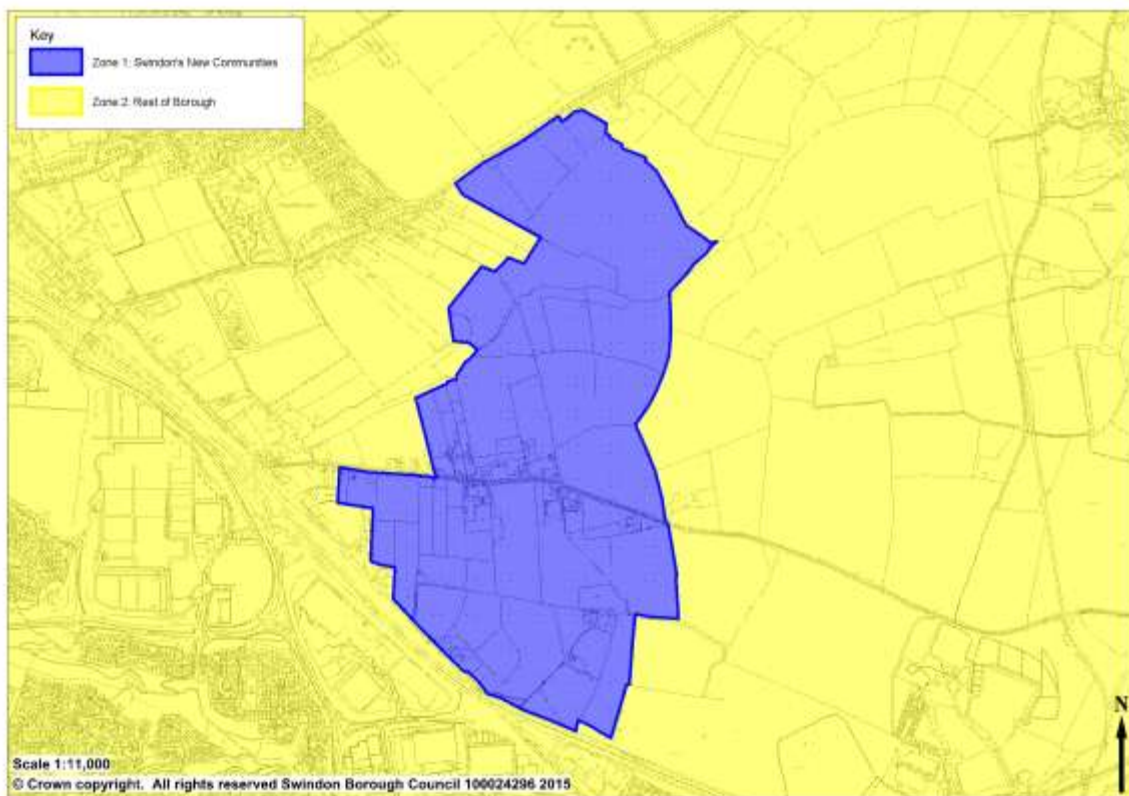 Key
Zone 1: Swindon's New Communities
Zone 2: Rest of Borough
N
Scale 1:11,000
© Crown copyright. All rights reserved Swindon Borough Council 100024296 2015